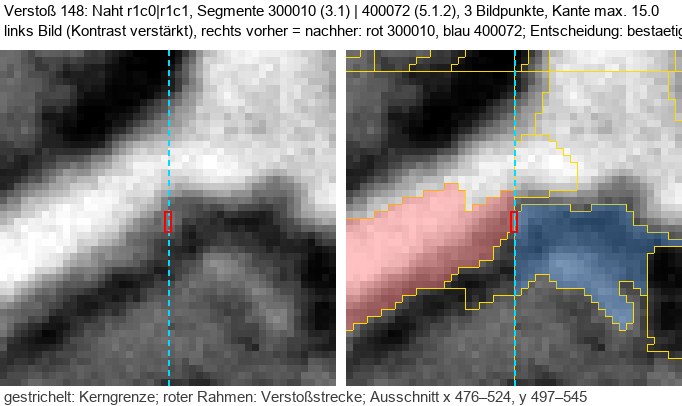 Verstoß 148: Naht r1c0|r1c1, Segmente 300010 (3.1) | 400072 (5.1.2), 3 Bildpunkte, Kante max. 15.0
links Bild (Kontrast verstärkt), rechts vorher = nachher: rot 300010, blau 400072; Entscheidung: bestaetig
gestrichelt: Kerngrenze; roter Rahmen: Verstoßstrecke; Ausschnitt x 476–524, y 497–545